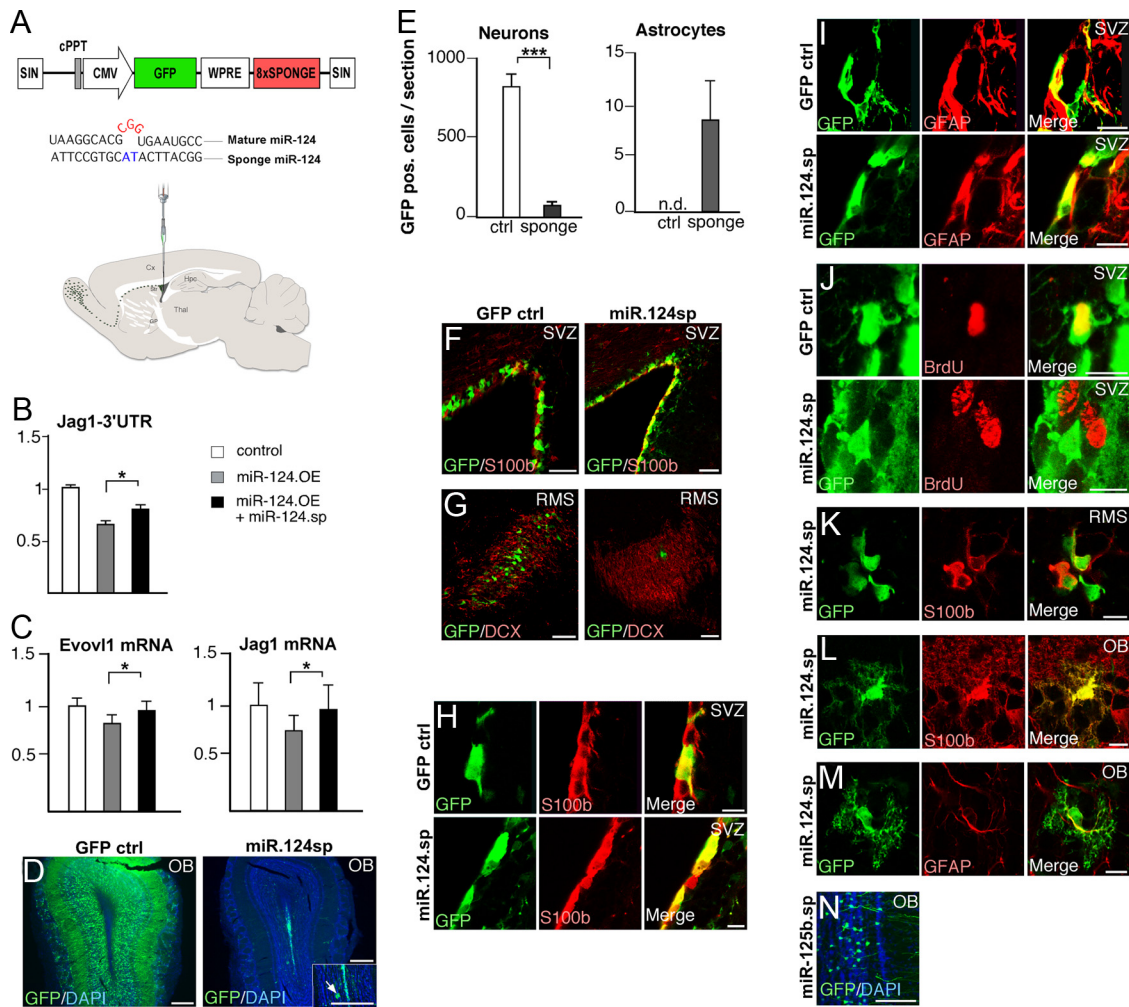 A
cPPT
SIN
CMV
GFP
WPRE
8xSPONGE
SIN
CGG
UAAGGCACG UGAAUGCC
Mature miR-124
ATTCCGTGCATACTTACGG
Sponge miR-124
Cx
Hpc
Thal
B
Jag1-3'UTR
1.5
1
0.5
control
miR-124.OE
*
miR-124.OE
+ miR-124.sp
C
Evovl1 mRNA
1.5
1
0.5
*
Jag1 mRNA
1.5
1
0.5
*
D
GFP ctrl
OB
GFP/DAPI
miR.124sp
OB
GFP/DAPI
E
Neurons
GFP pos. cells / section
1000
500
0
***
ctrl sponge
Astrocytes
15
10
5
0
n.d.
ctrl sponge
GFP ctrl
miR.124sp
F
SVZ
GFP/S100b
SVZ
GFP/S100b
G
RMS
GFP/DCX
RMS
GFP/DCX
H
GFP ctrl
GFP
S100b
SVZ
Merge
miR.124.sp
GFP
S100b
SVZ
Merge
I
GFP ctrl
GFP
GFAP
SVZ
Merge
miR.124.sp
GFP
GFAP
SVZ
Merge
J
GFP ctrl
GFP
BrdU
SVZ
Merge
miR.124.sp
GFP
BrdU
SVZ
Merge
K
miR.124.sp
GFP
S100b
RMS
Merge
L
miR.124.sp
GFP
S100b
OB
Merge
M
miR.124.sp
GFP
GFAP
OB
Merge
N
miR-125b.sp
OB
GFP/DAPI